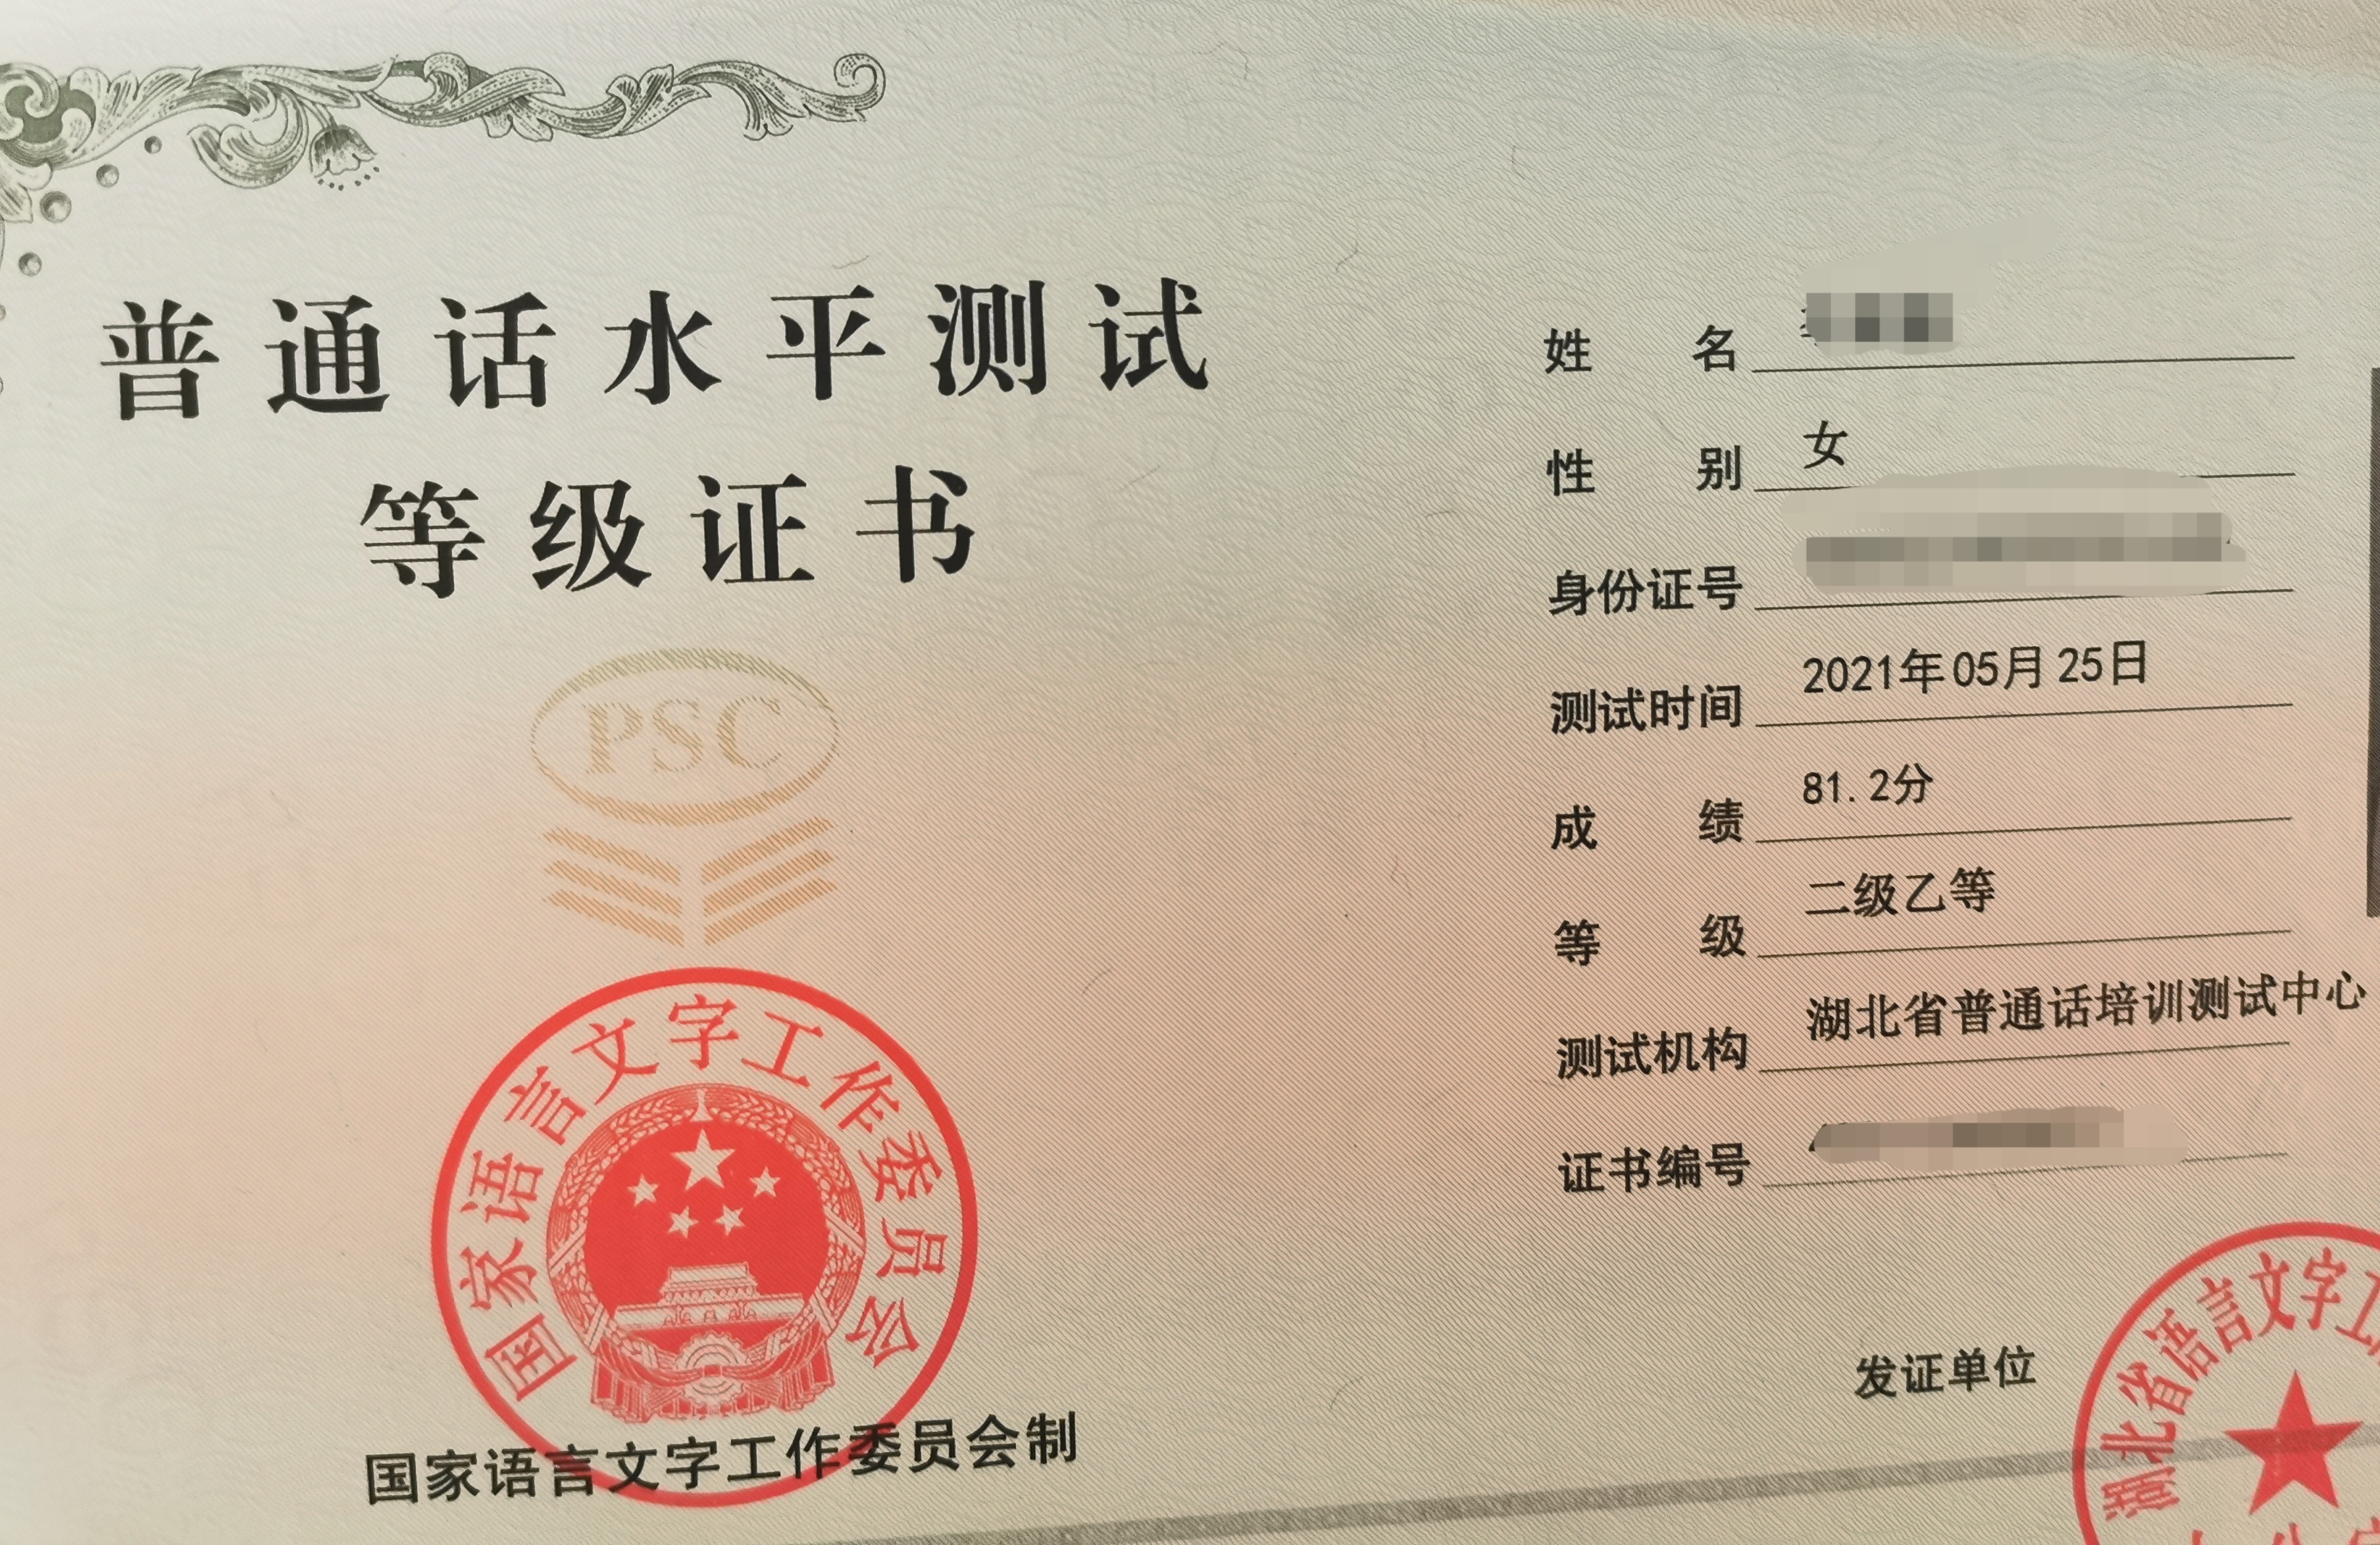 普通话水平测试
等级证书
PSC
国家语言文字工作委员会
国家语言文字工作委员会制
姓名
性别 女
身份证号
测试时间 2021年05月25日
成绩 81.2分
等级 二级乙等
测试机构 湖北省普通话培训测试中心
证书编号
发证单位
湖北省语言文字工